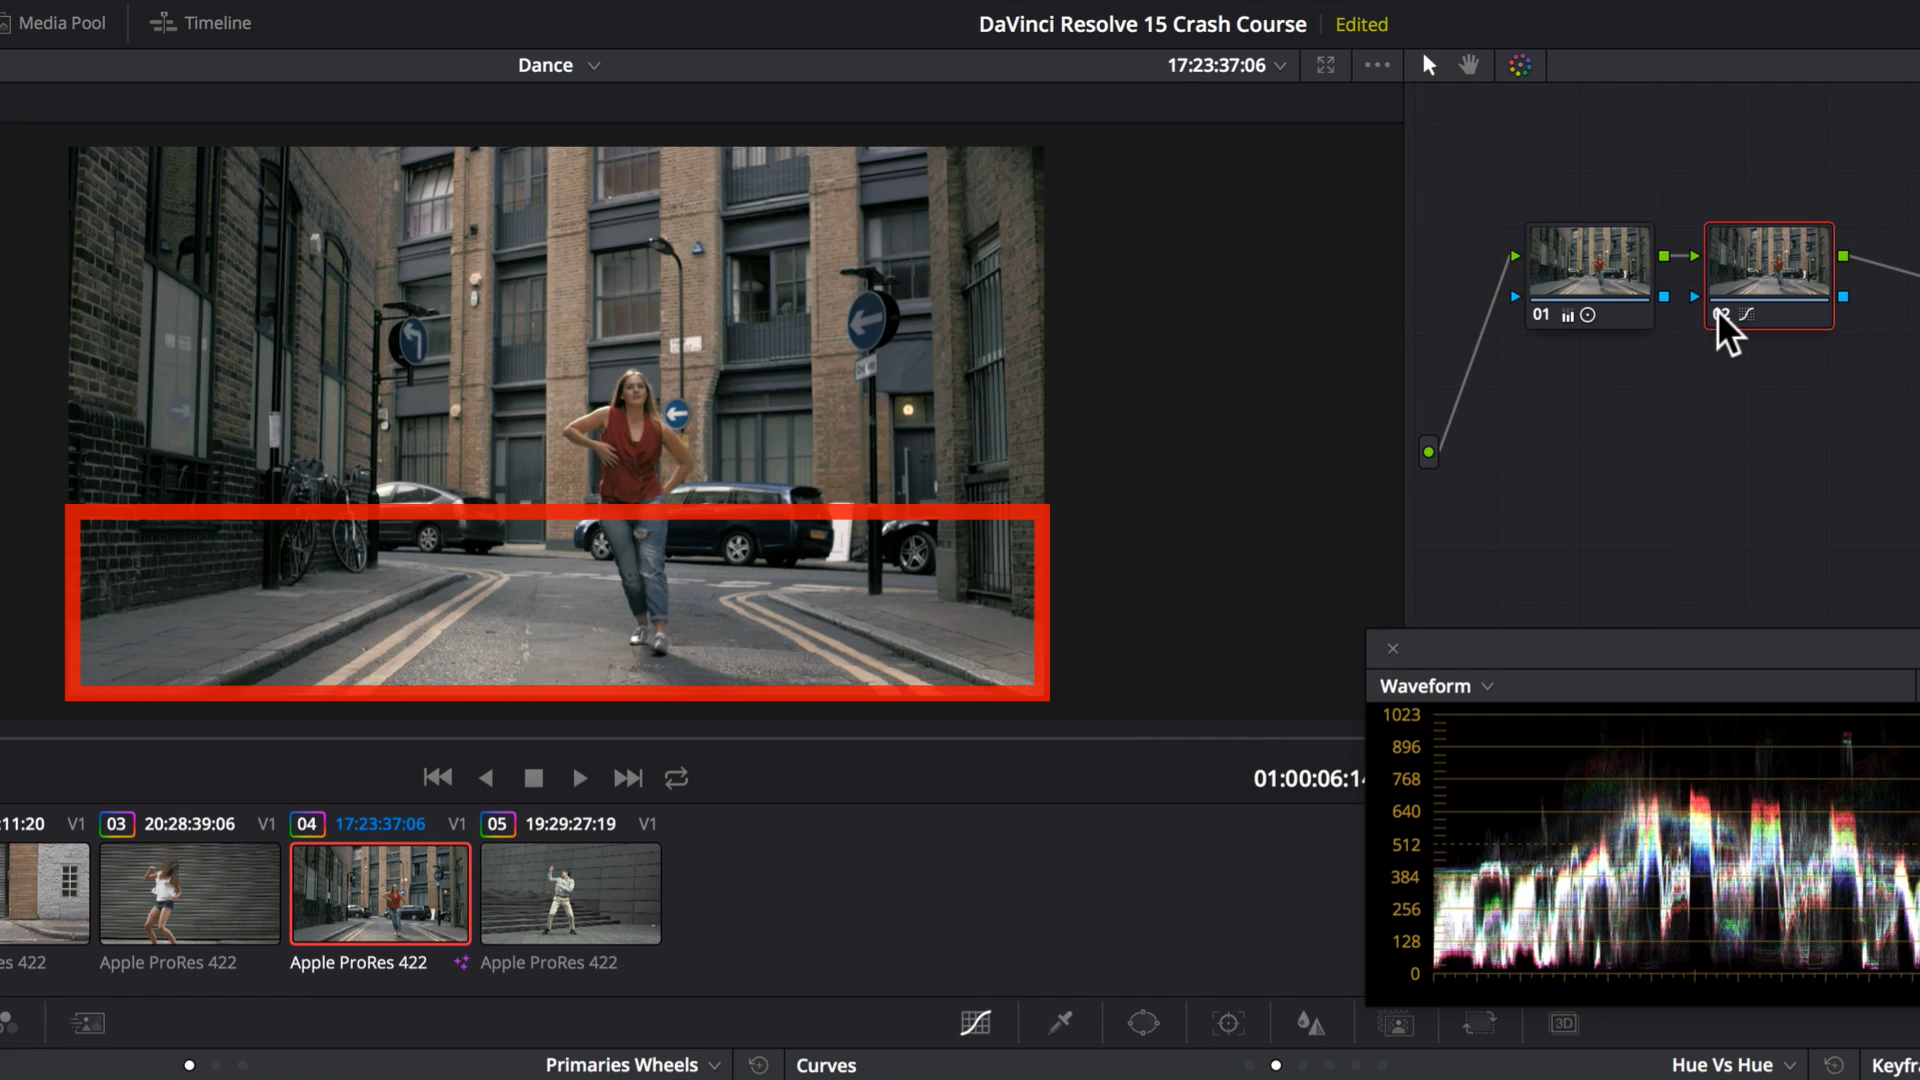 Media Pool
Timeline
DaVinci Resolve 15 Crash Course
Edited
Dance
17:23:37:06
01
Waveform
1023
896
768
640
512
384
256
128
0
01:00:06:14
:11:20 V1
03 20:28:39:06 V1
04 17:23:37:06 V1
05 19:29:27:19 V1
es 422
Apple ProRes 422
Apple ProRes 422
Apple ProRes 422
3D
Primaries Wheels
Curves
Hue Vs Hue
Keyfr